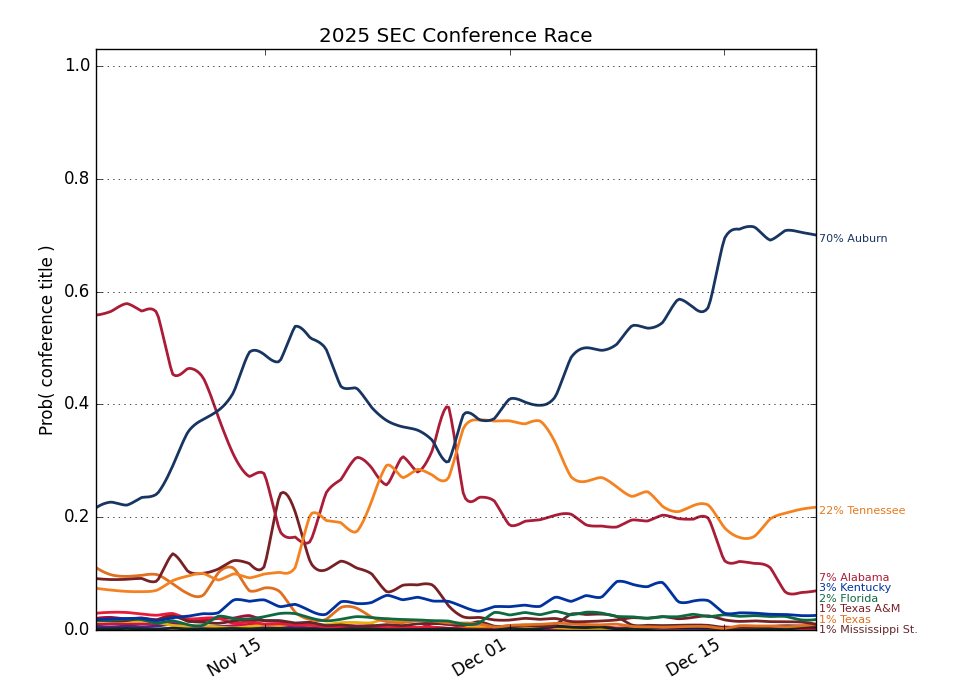 2025 SEC Conference Race
1.0
0.8
0.6
0.4
0.2
0.0
Prob( conference title )
Nov 15
Dec 01
Dec 15
70% Auburn
22% Tennessee
7% Alabama
3% Kentucky
2% Florida
1% Texas A&M
1% Texas
1% Mississippi St.